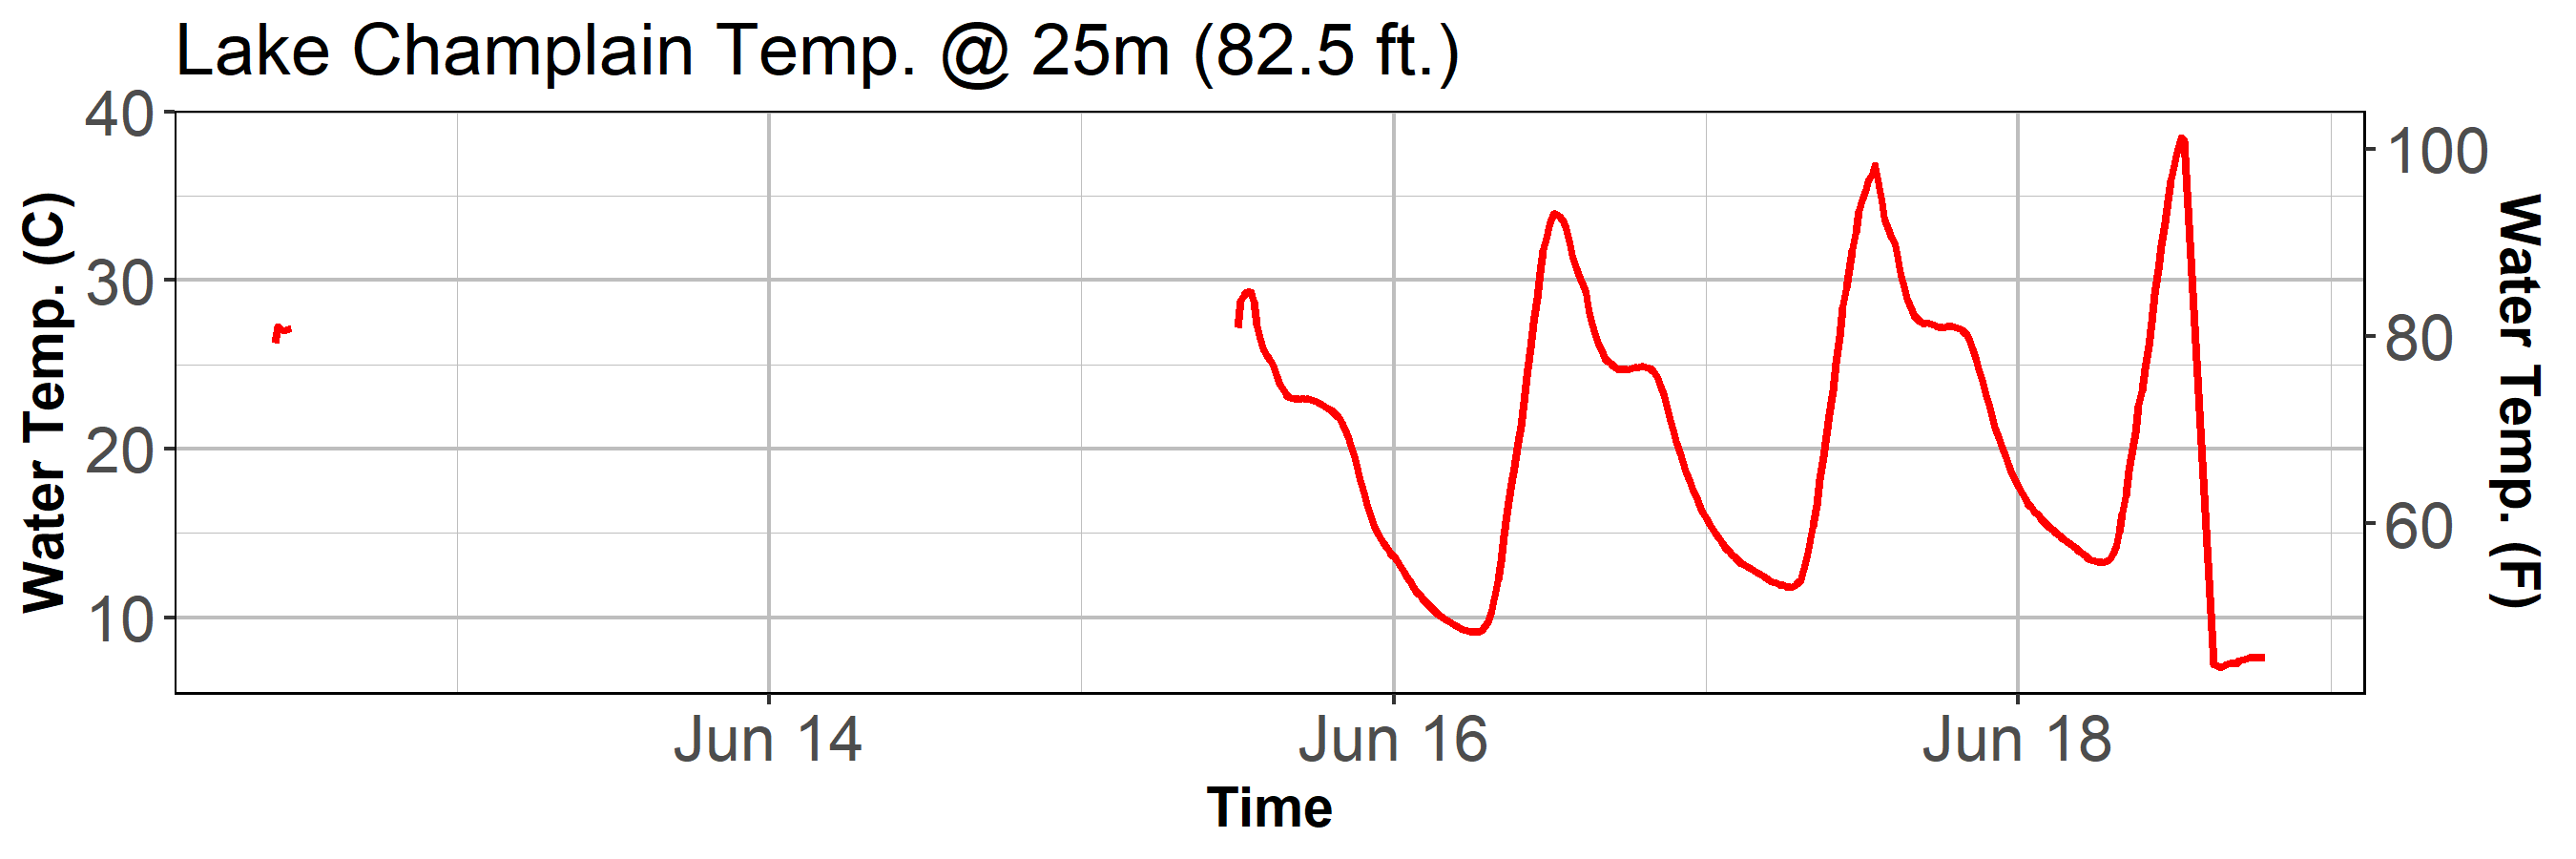 Lake Champlain Temp. @ 25m (82.5 ft.)
Water Temp. (C)
40
30
20
10
100
80
60
Water Temp. (F)
Jun 14
Jun 16
Jun 18
Time